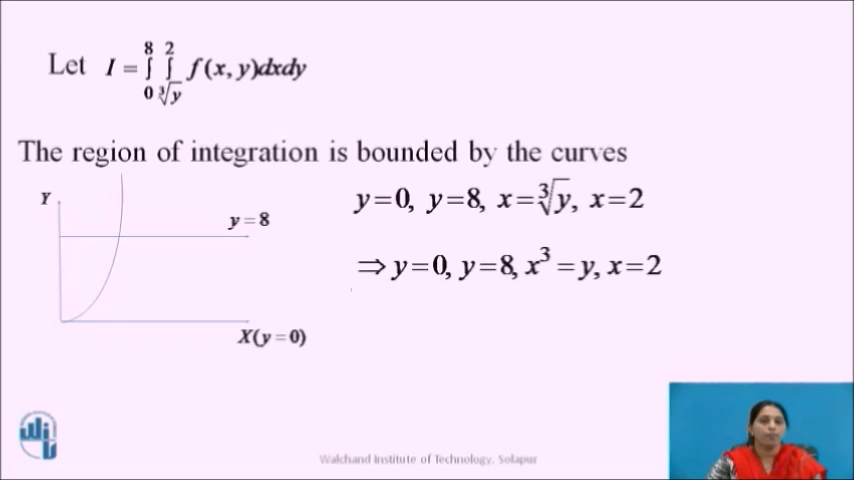 Let I = ∫₀⁸ ∫_{∛y}² f(x, y)dxdy
The region of integration is bounded by the curves
y=0, y=8, x=∛y, x=2
⇒ y=0, y=8, x³=y, x=2
Y
y=8
X(y=0)
Walchand Institute of Technology, Solapur